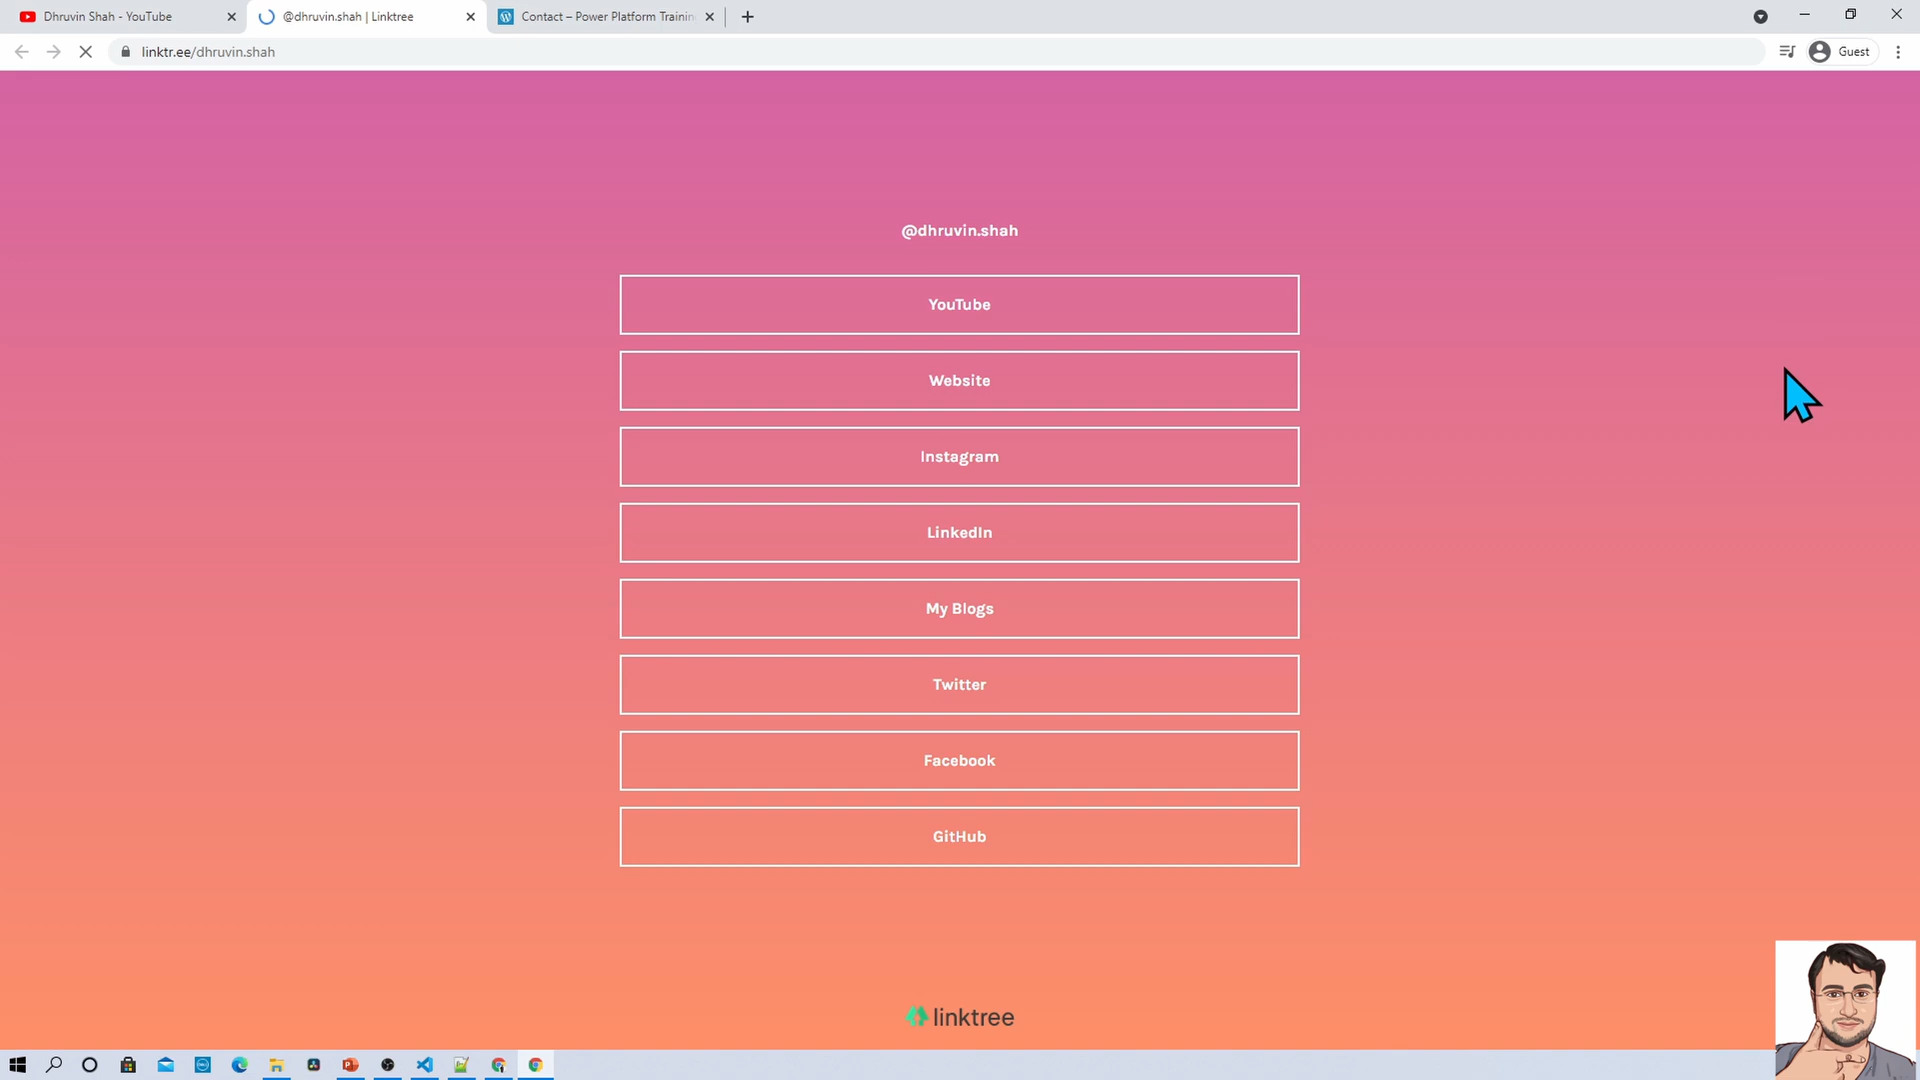 Dhruvin Shah - YouTube
@dhruvin.shah | Linktree
Contact – Power Platform Trainin
linktr.ee/dhruvin.shah
Guest
@dhruvin.shah
YouTube
Website
Instagram
LinkedIn
My Blogs
Twitter
Facebook
GitHub
linktree